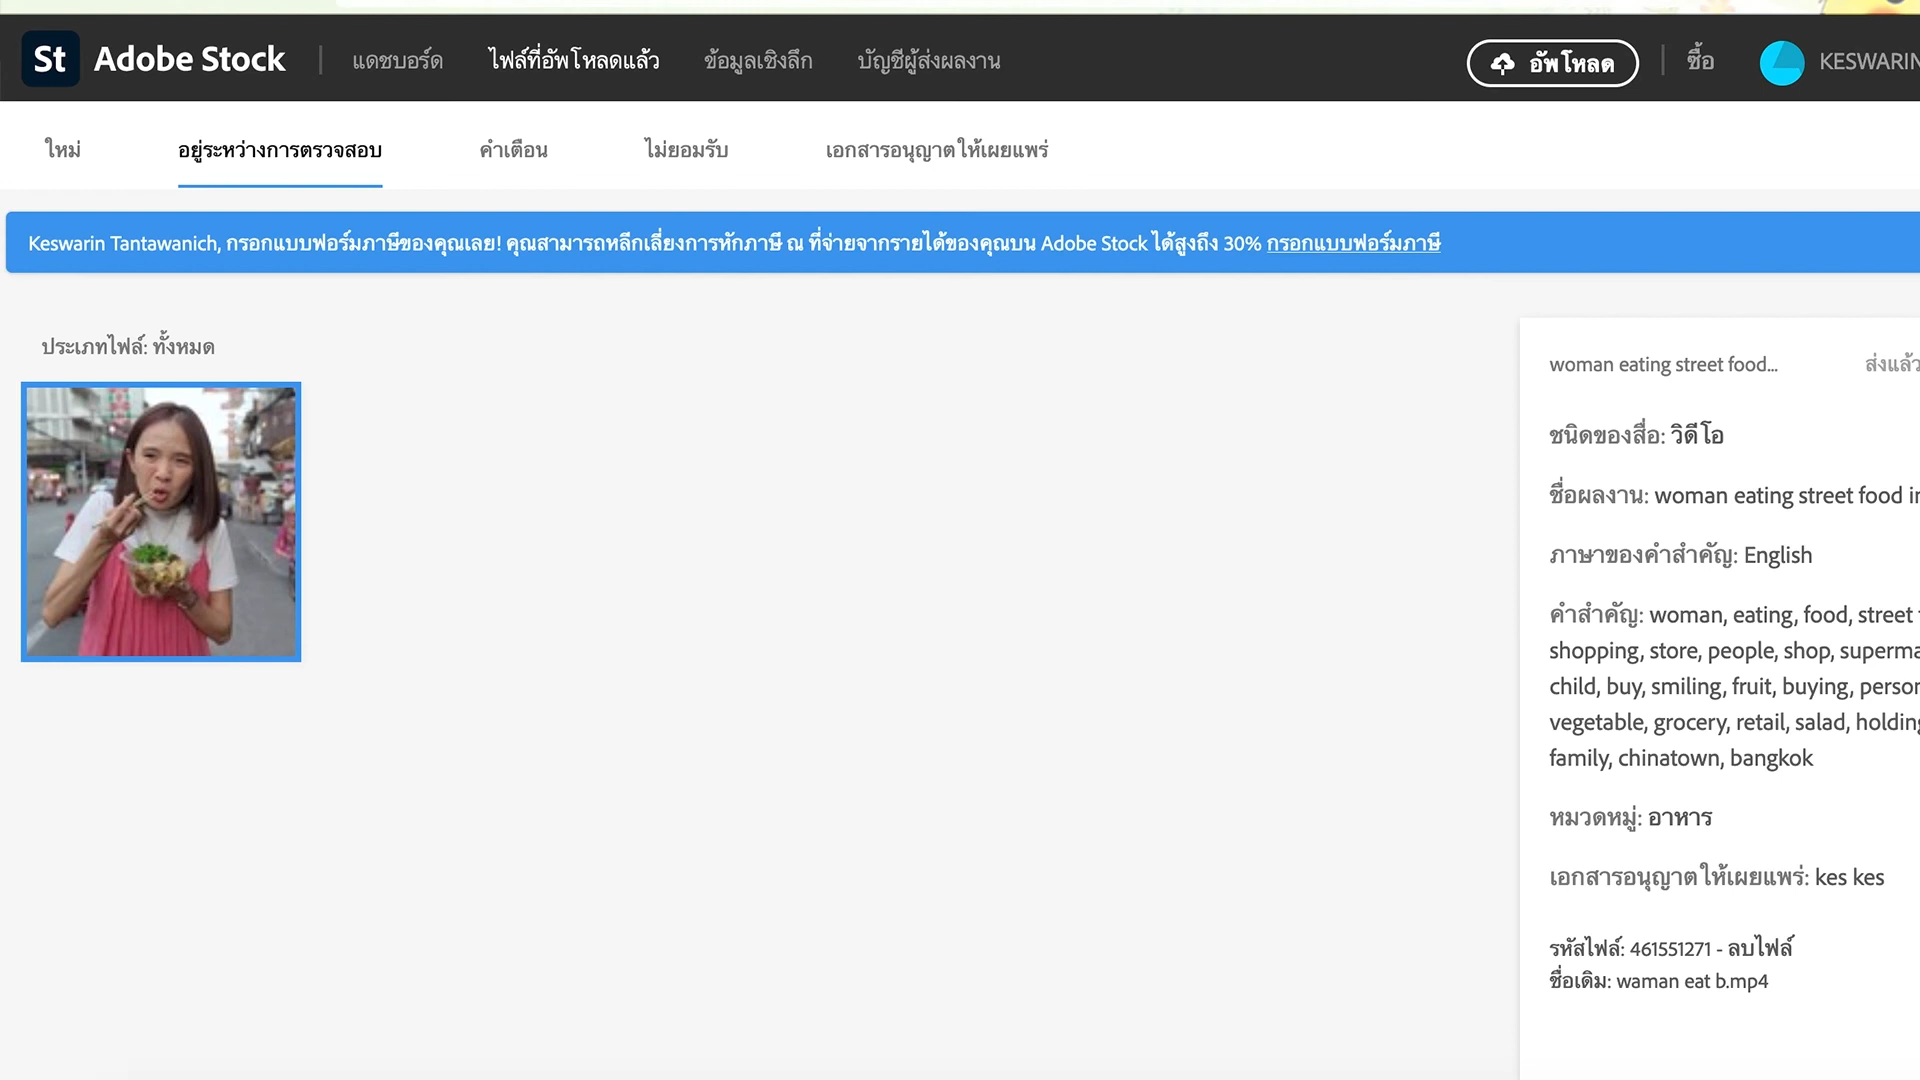 St Adobe Stock | แดชบอร์ด ไฟล์ที่อัพโหลดแล้ว ข้อมูลเชิงลึก บัญชีผู้ส่งผลงาน อัพโหลด | ซื้อ KESWARIN
ใหม่ อยู่ระหว่างการตรวจสอบ คำเตือน ไม่ยอมรับ เอกสารอนุญาตให้เผยแพร่
Keswarin Tantawanich, กรอกแบบฟอร์มภาษีของคุณเลย! คุณสามารถหลีกเลี่ยงการหักภาษี ณ ที่จ่ายจากรายได้ของคุณบน Adobe Stock ได้สูงถึง 30% กรอกแบบฟอร์มภาษี
ประเภทไฟล์: ทั้งหมด
woman eating street food... ส่งแล้ว
ชนิดของสื่อ: วิดีโอ
ชื่อผลงาน: woman eating street food
ภาษาของคำสำคัญ: English
คำสำคัญ: woman, eating, food, street
shopping, store, people, shop,
child, buy, smiling, fruit, buying,
vegetable, grocery, retail, salad, holding
family, chinatown, bangkok
หมวดหมู่: อาหาร
เอกสารอนุญาตให้เผยแพร่: kes kes
รหัสไฟล์: 461551271 - ลบไฟล์
ชื่อเดิม: waman eat b.mp4